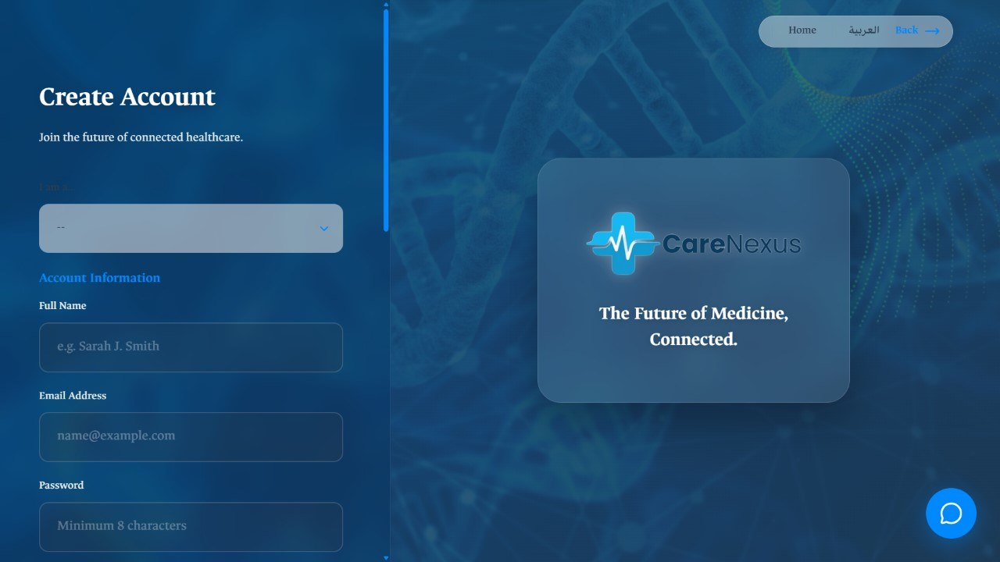 Home
العربية
Back
Create Account
Join the future of connected healthcare.
I am a...
--
Account Information
Full Name
e.g. Sarah J. Smith
Email Address
name@example.com
Password
Minimum 8 characters
CareNexus
The Future of Medicine,
Connected.